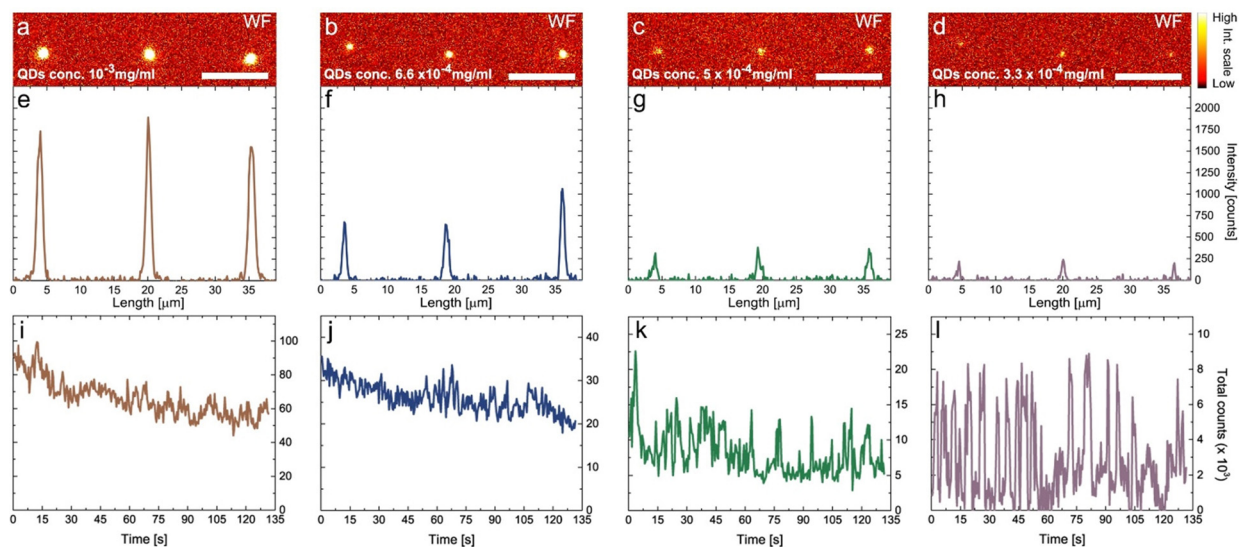 a WF b WF c WF d WF High
QDs conc. 10⁻³mg/ml QDs conc. 6.6 x10⁻⁴mg/ml QDs conc. 5 x 10⁻⁴mg/ml QDs conc. 3.3 x 10⁻⁴mg/ml Int. scale
Low
e f g h
2000
1750
1500
1250
1000
750
500
250
0
Intensity [counts]
0 5 10 15 20 25 30 35 0 5 10 15 20 25 30 35 0 5 10 15 20 25 30 35 0 5 10 15 20 25 30 35
Length [μm] Length [μm] Length [μm] Length [μm]
i j k l
100
80
60
40
20
0
40
30
20
10
0
25
20
15
10
5
0
10
8
6
4
2
0
Total counts (x 10³)
0 15 30 45 60 75 90 105 120 135 0 15 30 45 60 75 90 105 120 135 0 15 30 45 60 75 90 105 120 135 0 15 30 45 60 75 90 105 120 135
Time [s] Time [s] Time [s] Time [s]